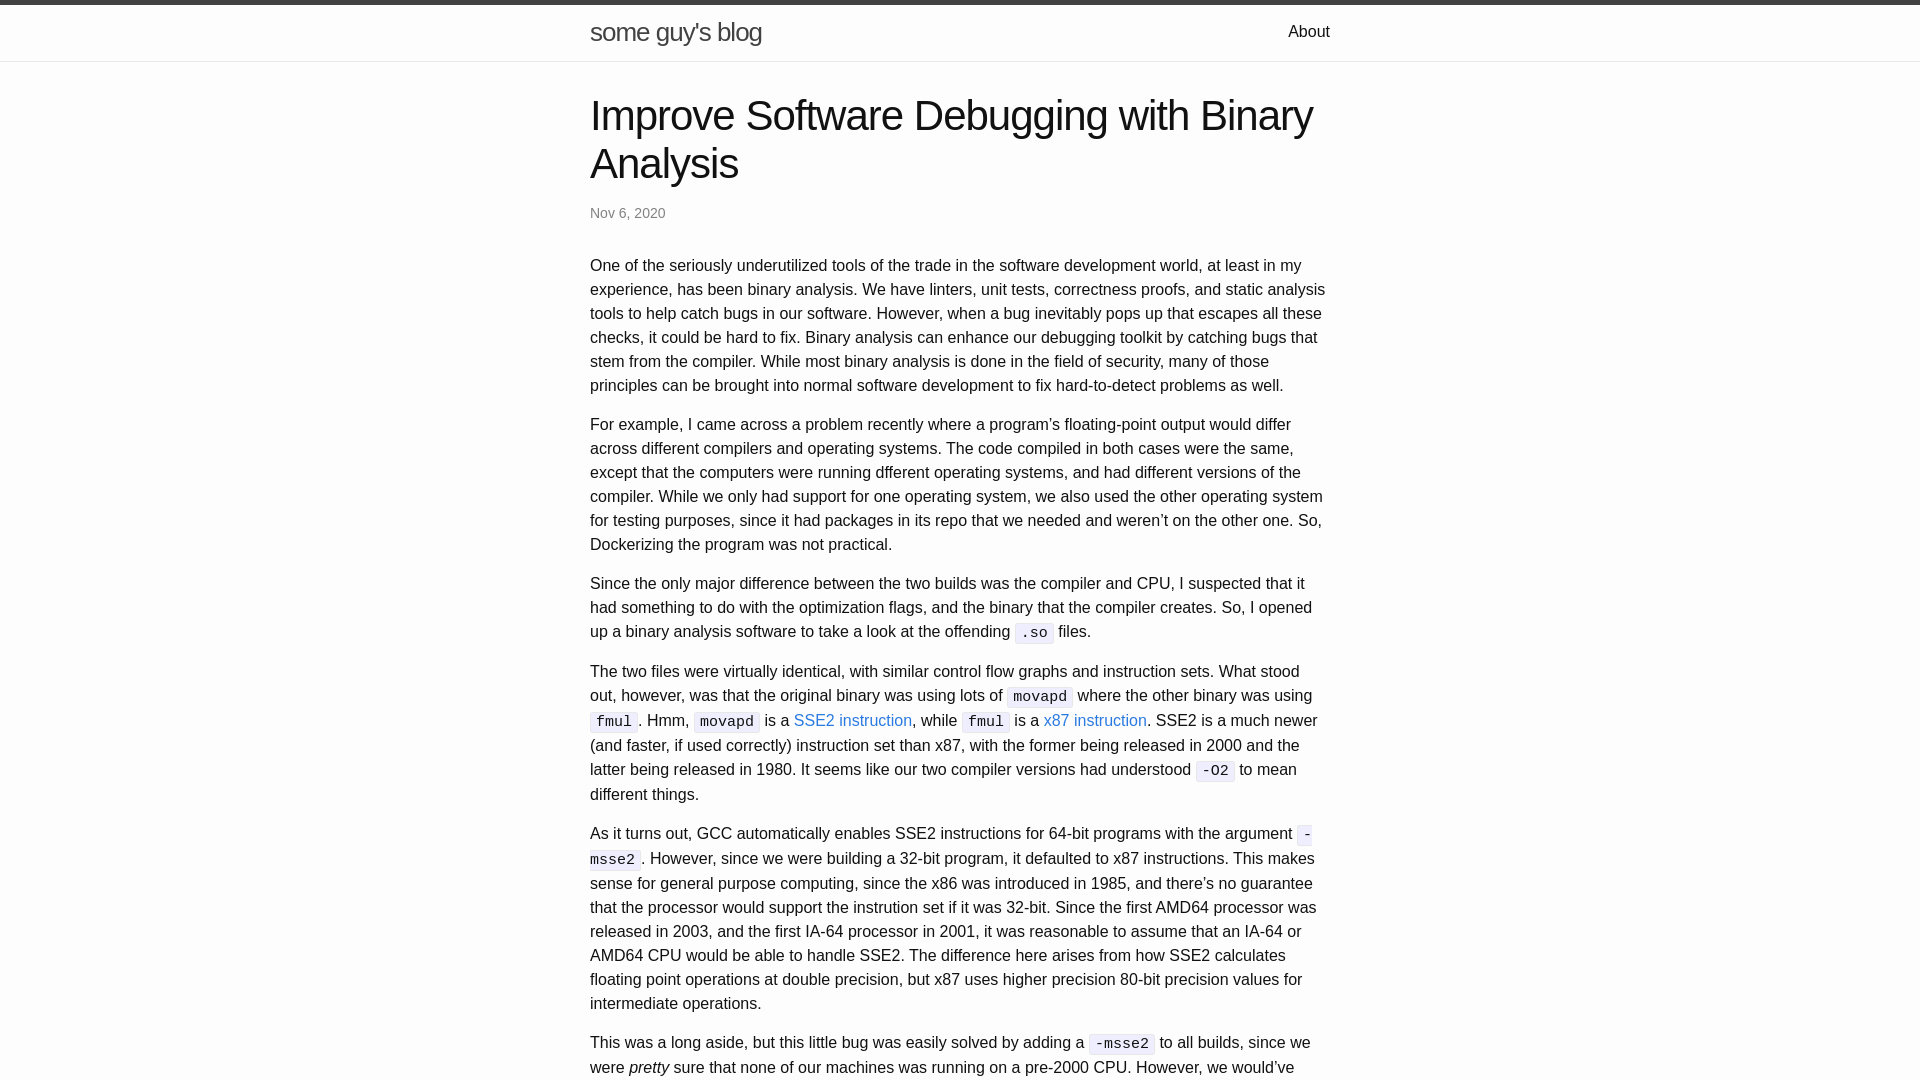 some guy's blog
About
Improve Software Debugging with Binary
Analysis
Nov 6, 2020
One of the seriously underutilized tools of the trade in the software development world, at least in my
experience, has been binary analysis. We have linters, unit tests, correctness proofs, and static analysis
tools to help catch bugs in our software. However, when a bug inevitably pops up that escapes all these
checks, it could be hard to fix. Binary analysis can enhance our debugging toolkit by catching bugs that
stem from the compiler. While most binary analysis is done in the field of security, many of those
principles can be brought into normal software development to fix hard-to-detect problems as well.
For example, I came across a problem recently where a program’s floating-point output would differ
across different compilers and operating systems. The code compiled in both cases were the same,
except that the computers were running dfferent operating systems, and had different versions of the
compiler. While we only had support for one operating system, we also used the other operating system
for testing purposes, since it had packages in its repo that we needed and weren’t on the other one. So,
Dockerizing the program was not practical.
Since the only major difference between the two builds was the compiler and CPU, I suspected that it
had something to do with the optimization flags, and the binary that the compiler creates. So, I opened
up a binary analysis software to take a look at the offending .so files.
The two files were virtually identical, with similar control flow graphs and instruction sets. What stood
out, however, was that the original binary was using lots of movapd where the other binary was using
fmul. Hmm, movapd is a SSE2 instruction, while fmul is a x87 instruction. SSE2 is a much newer
(and faster, if used correctly) instruction set than x87, with the former being released in 2000 and the
latter being released in 1980. It seems like our two compiler versions had understood -O2 to mean
different things.
As it turns out, GCC automatically enables SSE2 instructions for 64-bit programs with the argument -
msse2. However, since we were building a 32-bit program, it defaulted to x87 instructions. This makes
sense for general purpose computing, since the x86 was introduced in 1985, and there’s no guarantee
that the processor would support the instrution set if it was 32-bit. Since the first AMD64 processor was
released in 2003, and the first IA-64 processor in 2001, it was reasonable to assume that an IA-64 or
AMD64 CPU would be able to handle SSE2. The difference here arises from how SSE2 calculates
floating point operations at double precision, but x87 uses higher precision 80-bit precision values for
intermediate operations.
This was a long aside, but this little bug was easily solved by adding a -msse2 to all builds, since we
were pretty sure that none of our machines was running on a pre-2000 CPU. However, we would’ve